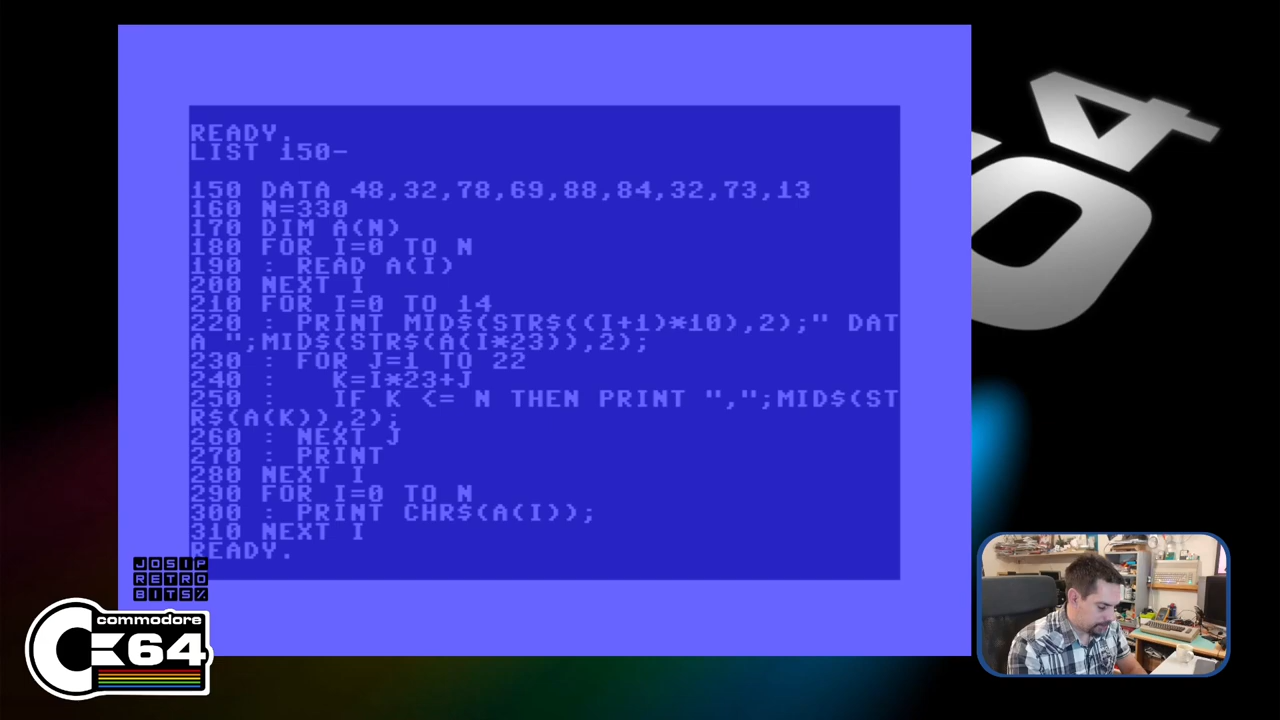 READY.
LIST 150-
150 DATA 48,32,78,69,88,84,32,73,13
160 N=330
170 DIM A(N)
180 FOR I=0 TO N
190 : READ A(I)
200 NEXT I
210 FOR I=0 TO 14
220 : PRINT MID$(STR$((I+1)*10),2);" DAT
A ";MID$(STR$(A(I*23)),2);
230 : FOR J=1 TO 22
240 :   K=I*23+J
250 :   IF K <= N THEN PRINT ",";MID$(ST
R$(A(K)),2);
260 : NEXT J
270 : PRINT
280 NEXT I
290 FOR I=0 TO N
300 : PRINT CHR$(A(I));
310 NEXT I
READY.
JOSIP
RETRO
BITS%
commodore
64
64